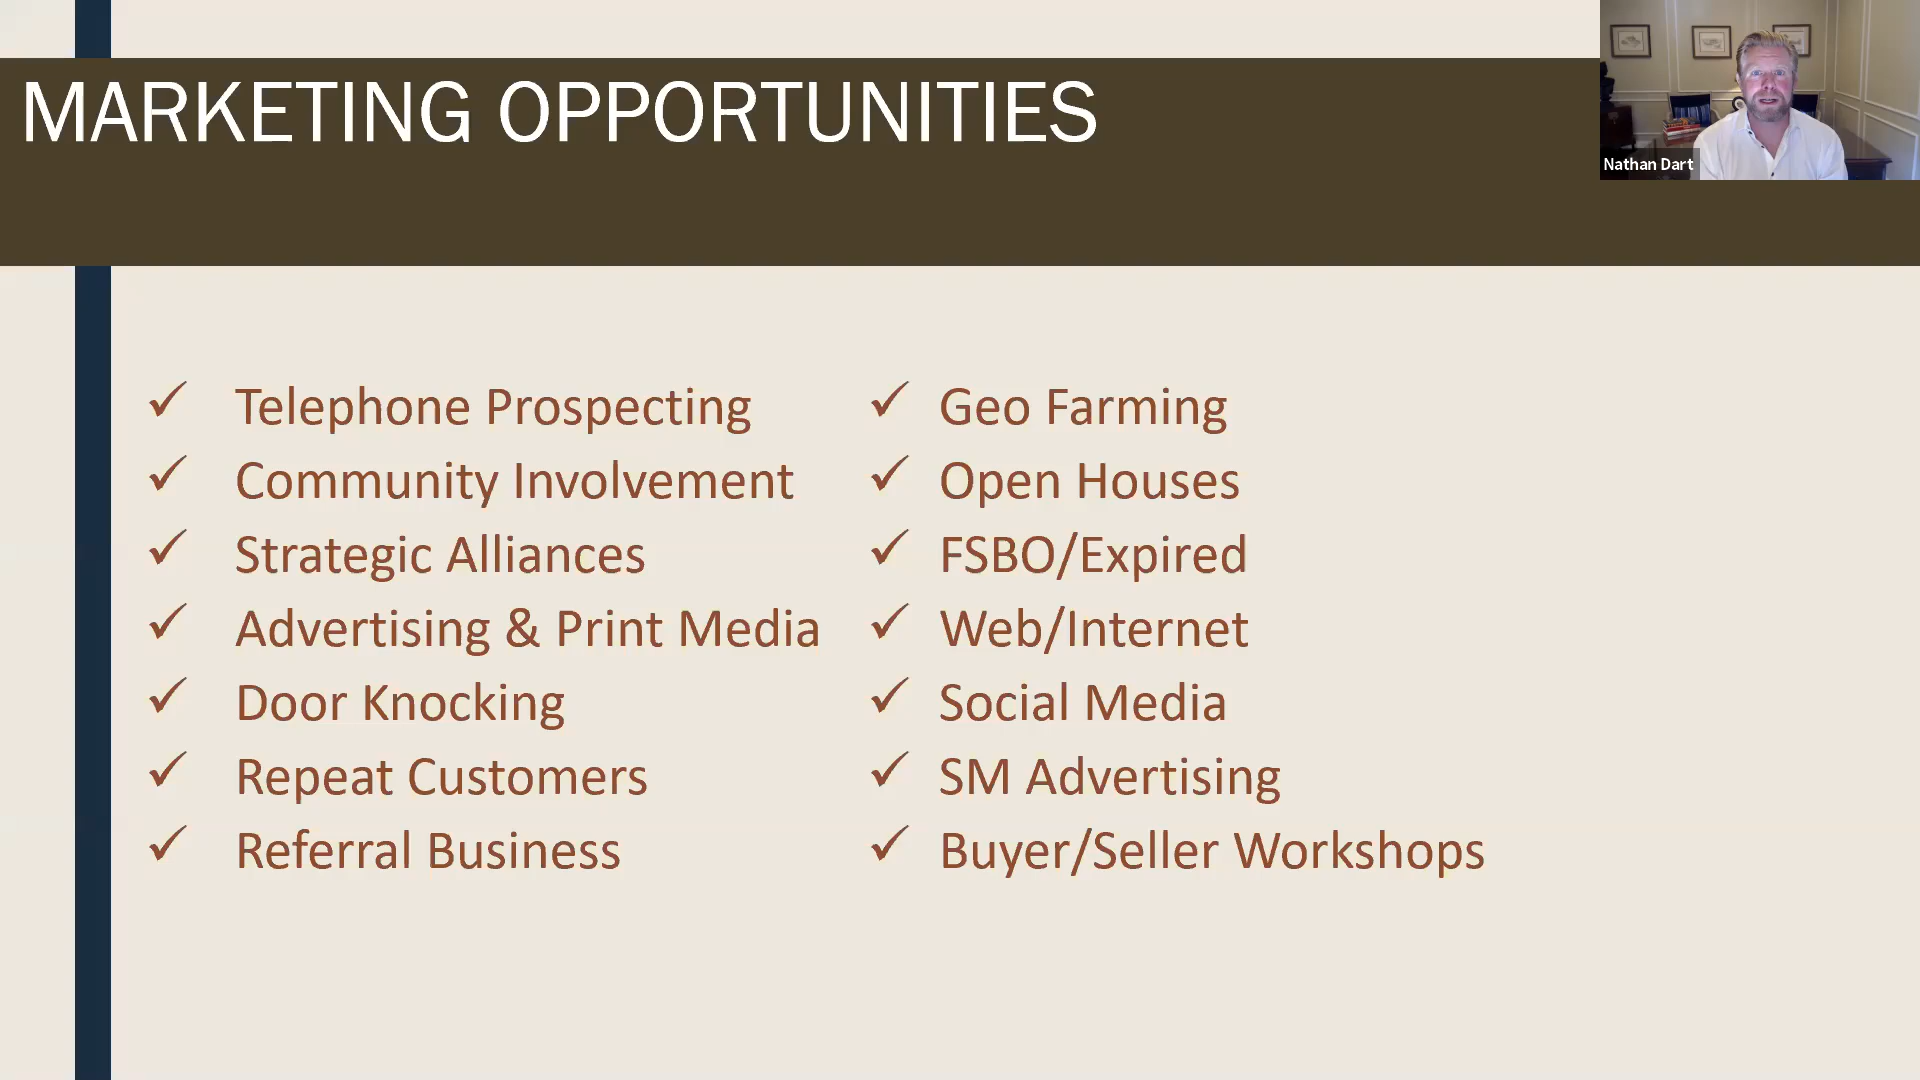 MARKETING OPPORTUNITIES
Nathan Dart
Telephone Prospecting
Community Involvement
Strategic Alliances
Advertising & Print Media
Door Knocking
Repeat Customers
Referral Business
Geo Farming
Open Houses
FSBO/Expired
Web/Internet
Social Media
SM Advertising
Buyer/Seller Workshops